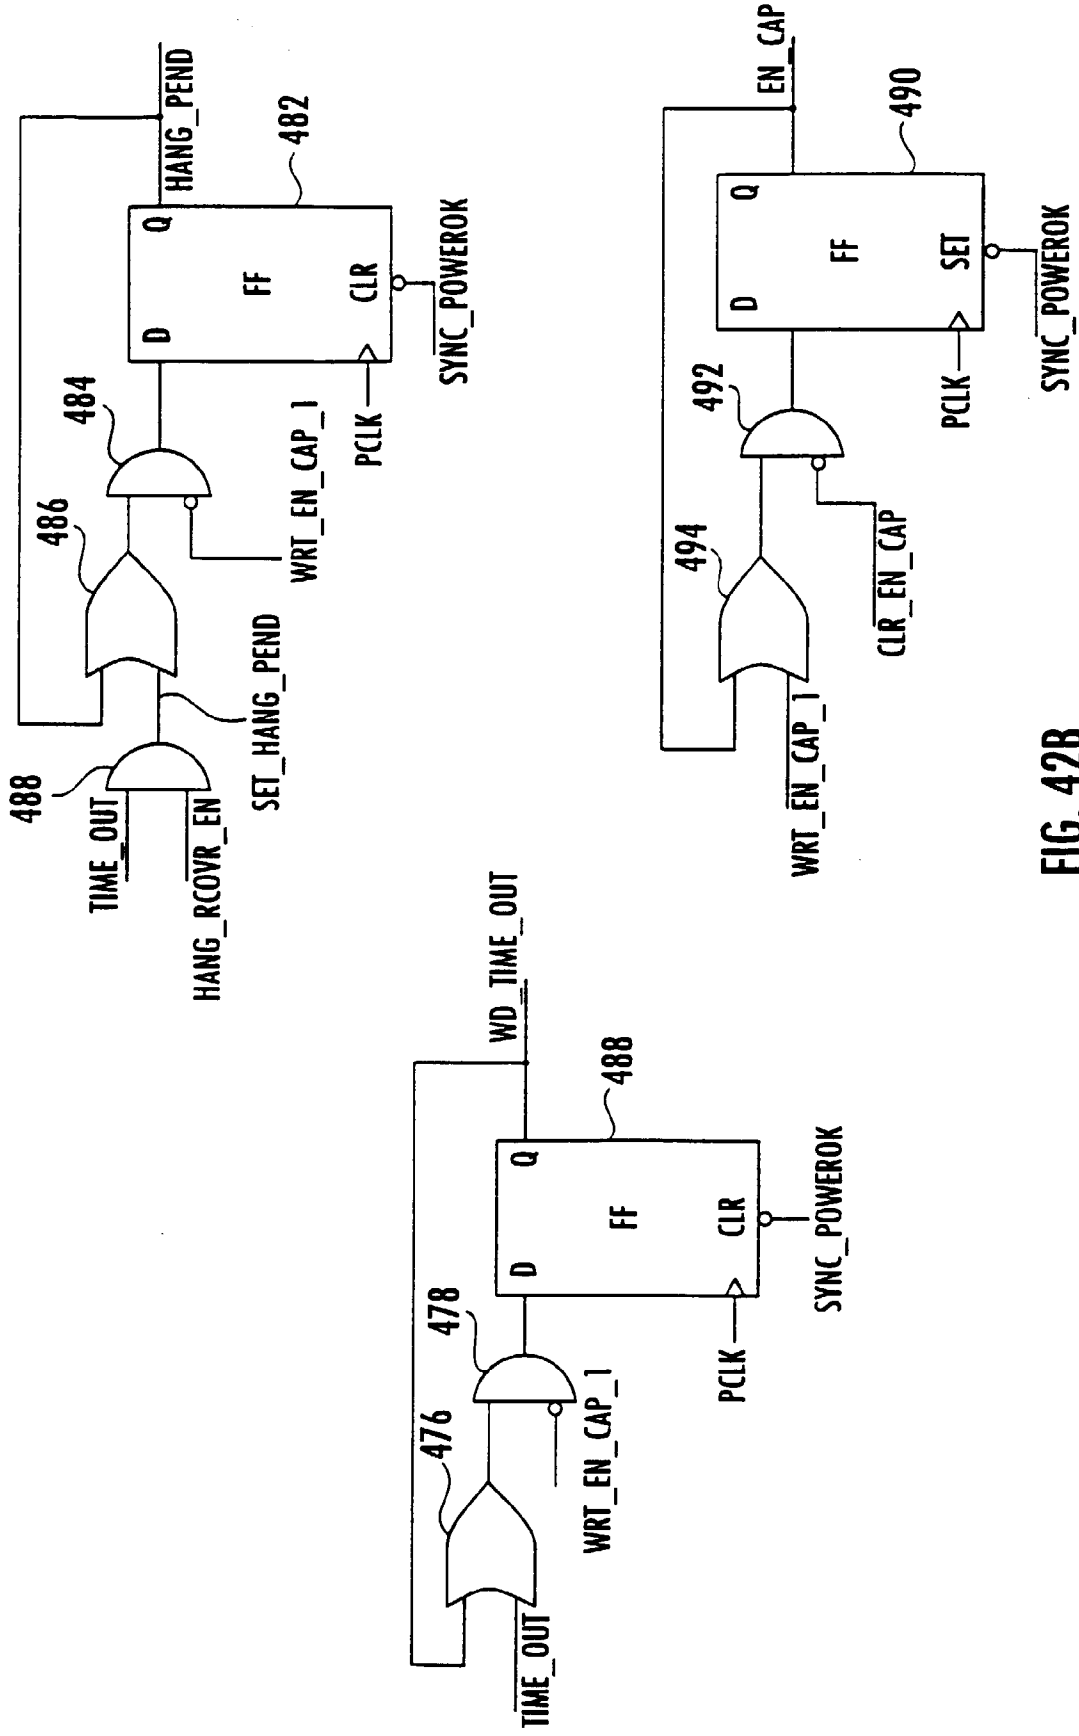 TIME_OUT
476
478
WRT_EN_CAP_1
D
Q
FF
CLR
PCLK
488
WD_TIME_OUT
SYNC_POWEROK
TIME_OUT
HANG_RCOVR_EN
488
SET_HANG_PEND
486
484
WRT_EN_CAP_1
D
Q
FF
CLR
PCLK
482
HANG_PEND
SYNC_POWEROK
WRT_EN_CAP_1
494
492
CLR_EN_CAP
D
Q
FF
SET
PCLK
490
EN_CAP
SYNC_POWEROK
FIG. 42B